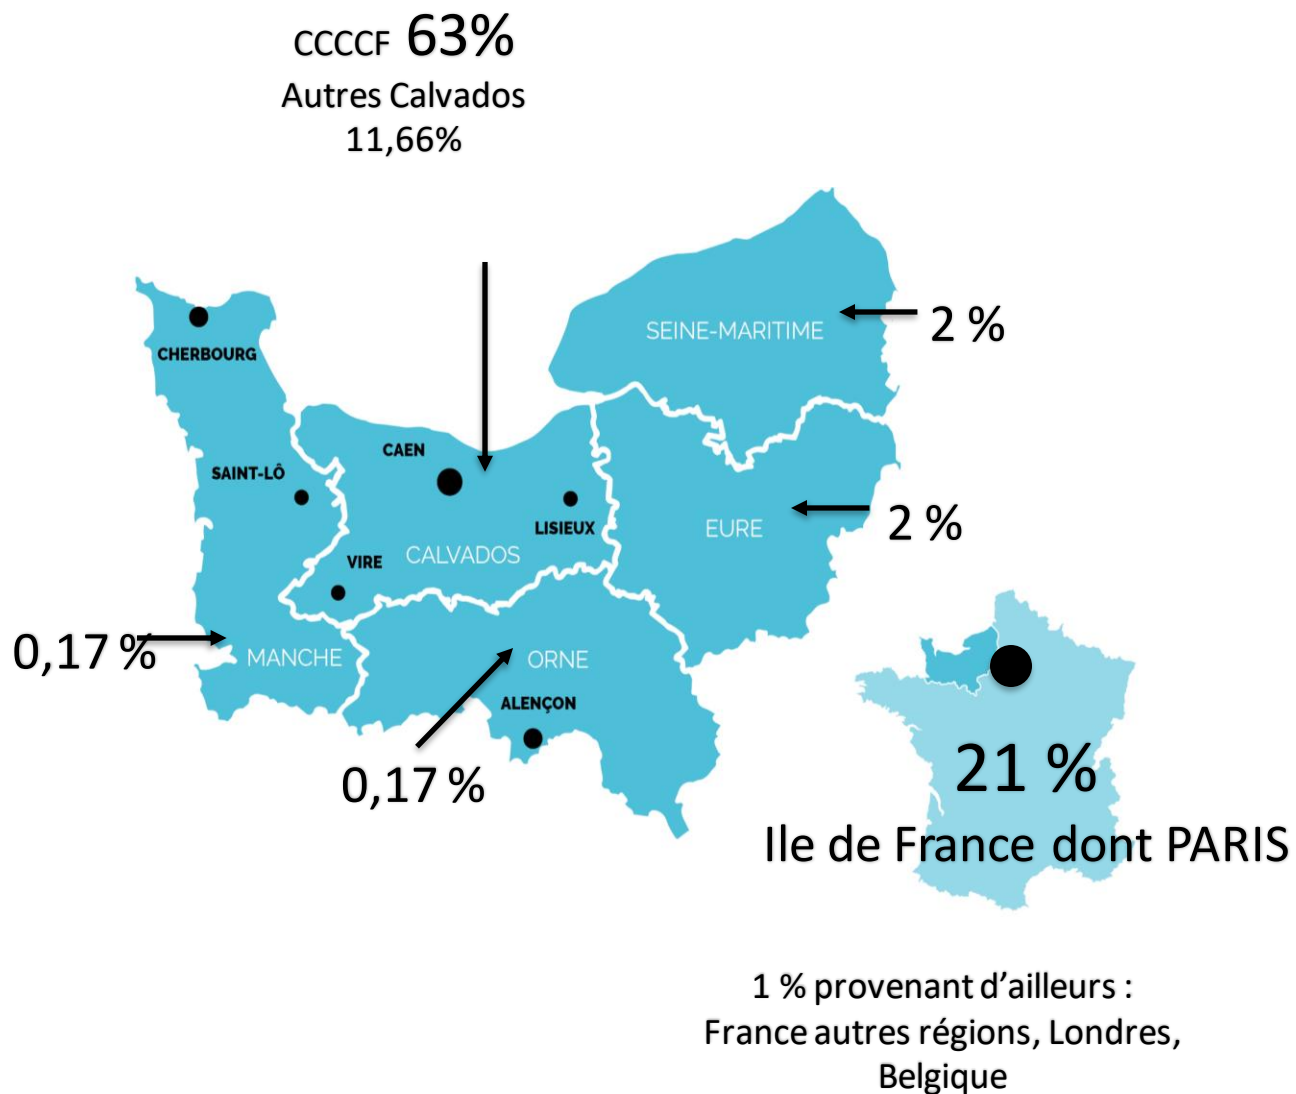 CCCCF 63%
Autres Calvados
11,66%
SEINE-MARITIME
2 %
CHERBOURG
CAEN
SAINT-LÔ
LISIEUX
EURE
2 %
CALVADOS
VIRE
0,17 %
MANCHE
ORNE
ALENÇON
0,17 %
21 %
Ile de France dont PARIS
1 % provenant d’ailleurs :
France autres régions, Londres,
Belgique